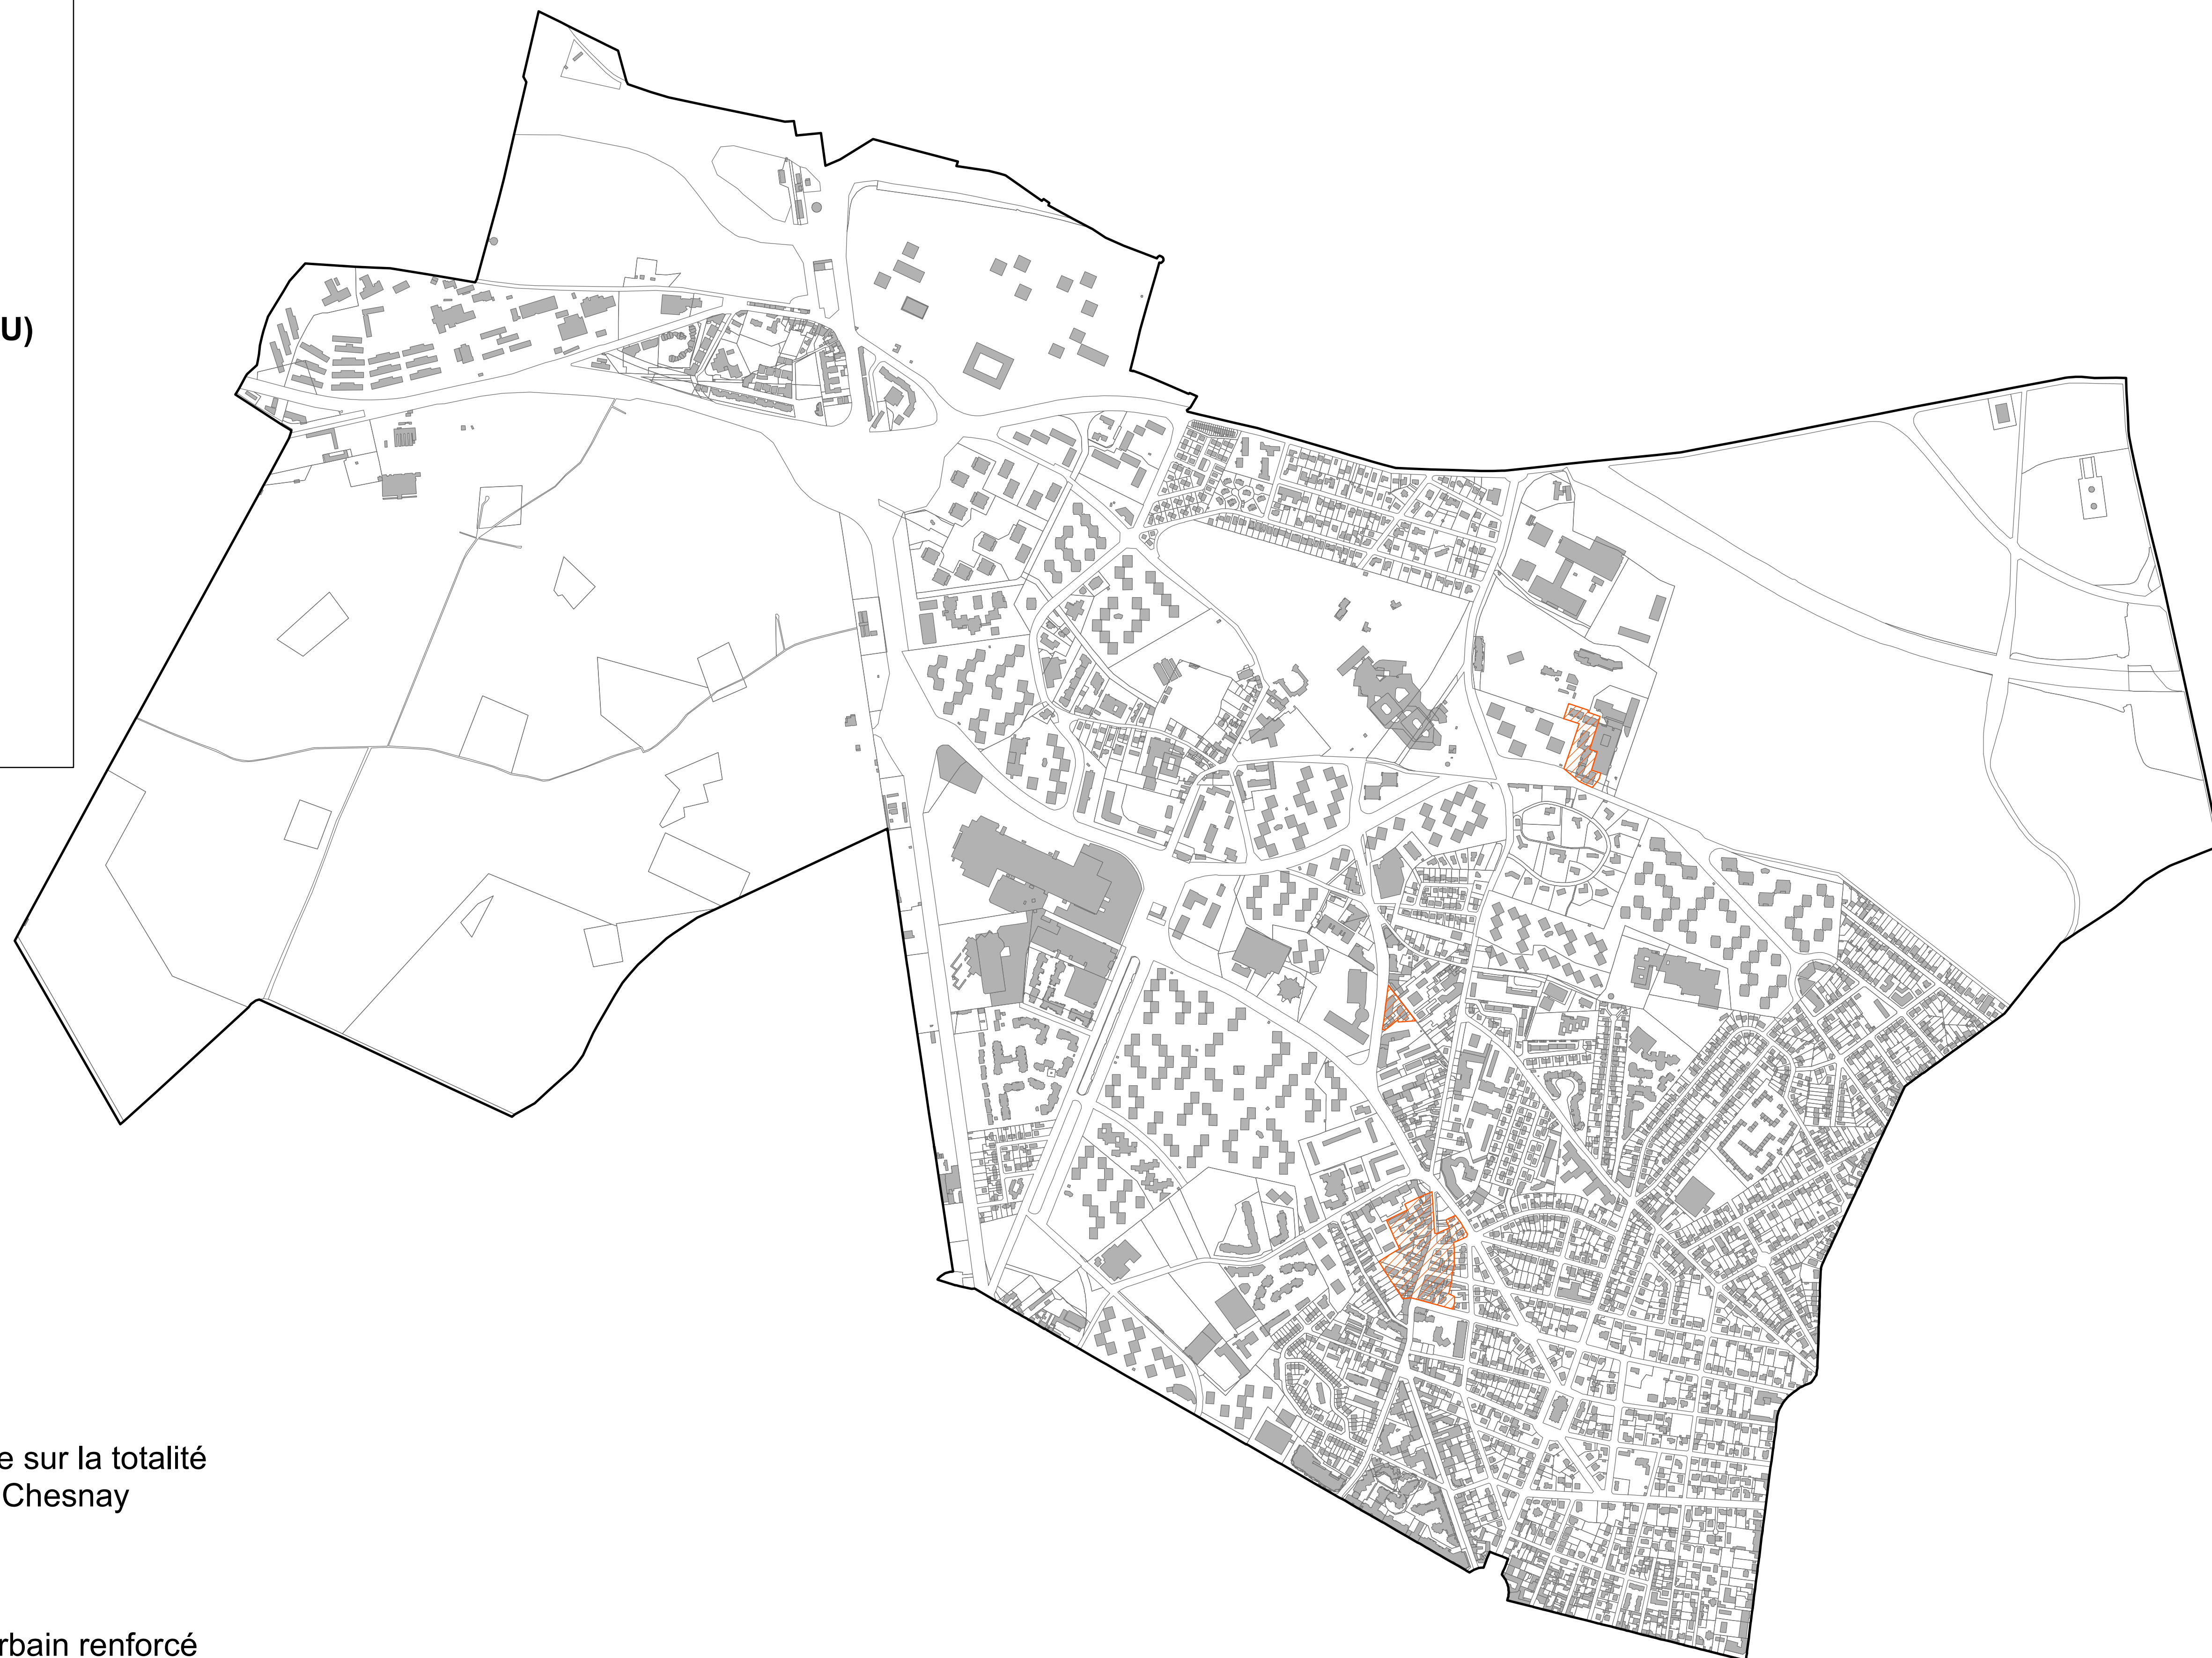 U)
e sur la totalité
Chesnay
rbain renforcé